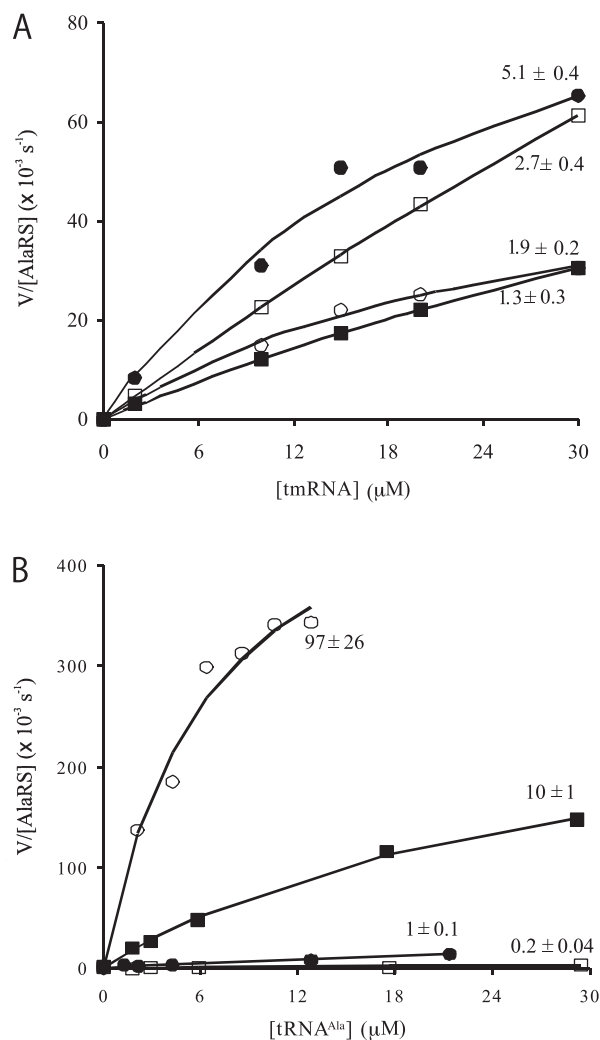 A
80
60
40
20
0
V/[AlaRS] (x 10⁻³ s⁻¹)
5.1 ± 0.4
2.7 ± 0.4
1.9 ± 0.2
1.3 ± 0.3
0 6 12 18 24 30
[tmRNA] (μM)
B
400
300
200
100
0
V/[AlaRS] (x 10⁻³ s⁻¹)
97 ± 26
10 ± 1
1 ± 0.1
0.2 ± 0.04
0 6 12 18 24 30
[tRNAᴬˡᵃ] (μM)